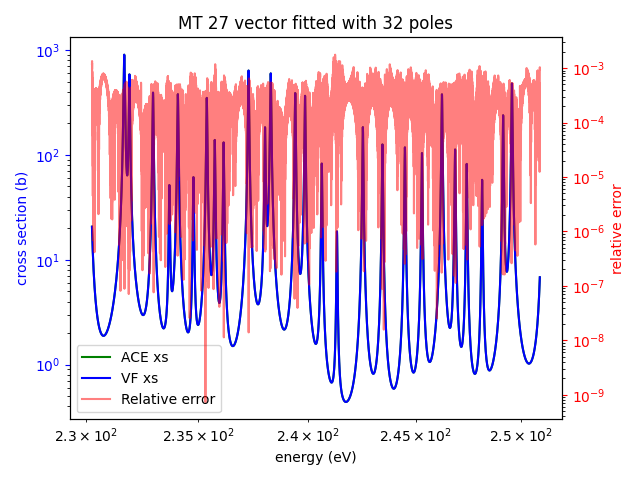 MT 27 vector fitted with 32 poles
cross section (b)
10³
10²
10¹
10⁰
ACE xs
VF xs
Relative error
2.3 × 10²
2.35 × 10²
2.4 × 10²
2.45 × 10²
2.5 × 10²
energy (eV)
10⁻³
10⁻⁴
10⁻⁵
10⁻⁶
10⁻⁷
10⁻⁸
10⁻⁹
relative error